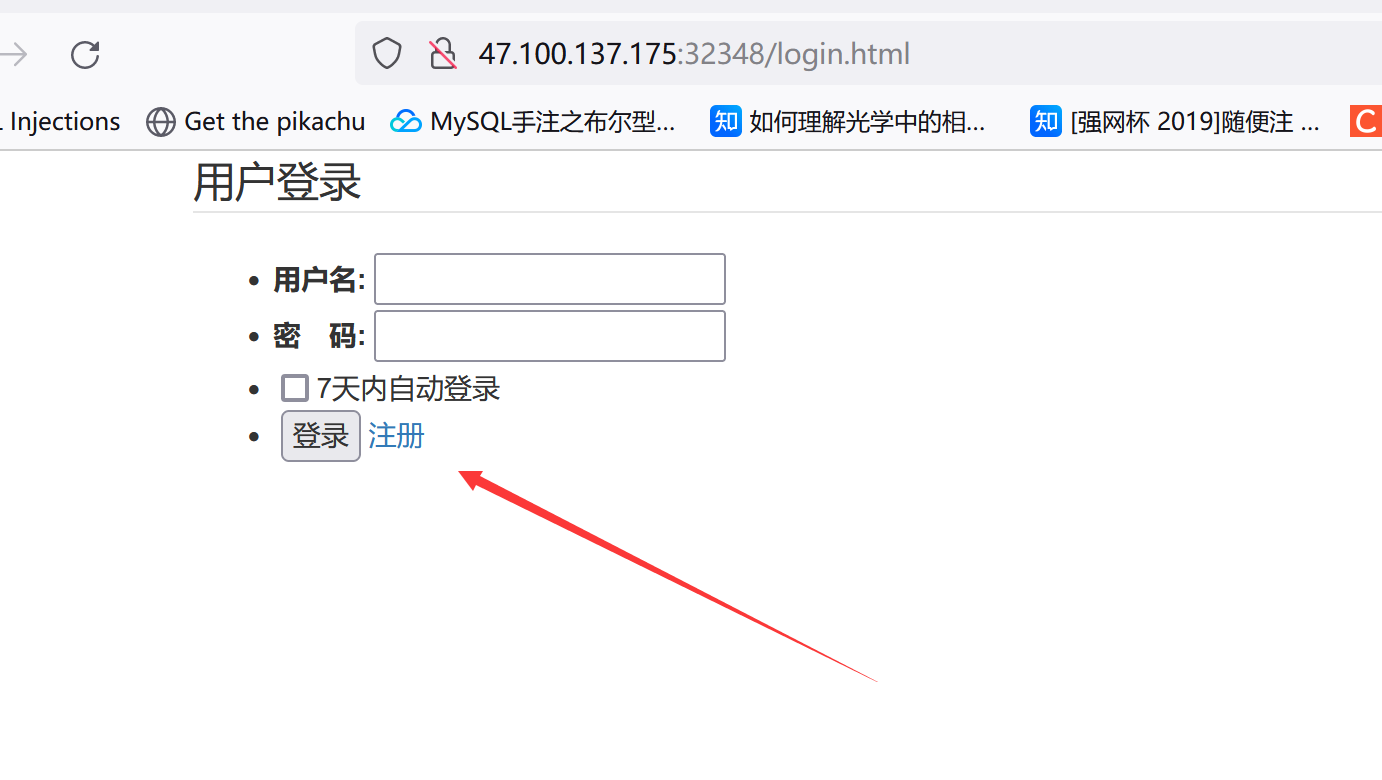 47.100.137.175:32348/login.html
Injections Get the pikachu MySQL手注之布尔型... 知 如何理解光学中的相... 知 [强网杯 2019]随便注 ... C
用户登录
用户名:
密 码:
7天内自动登录
登录 注册